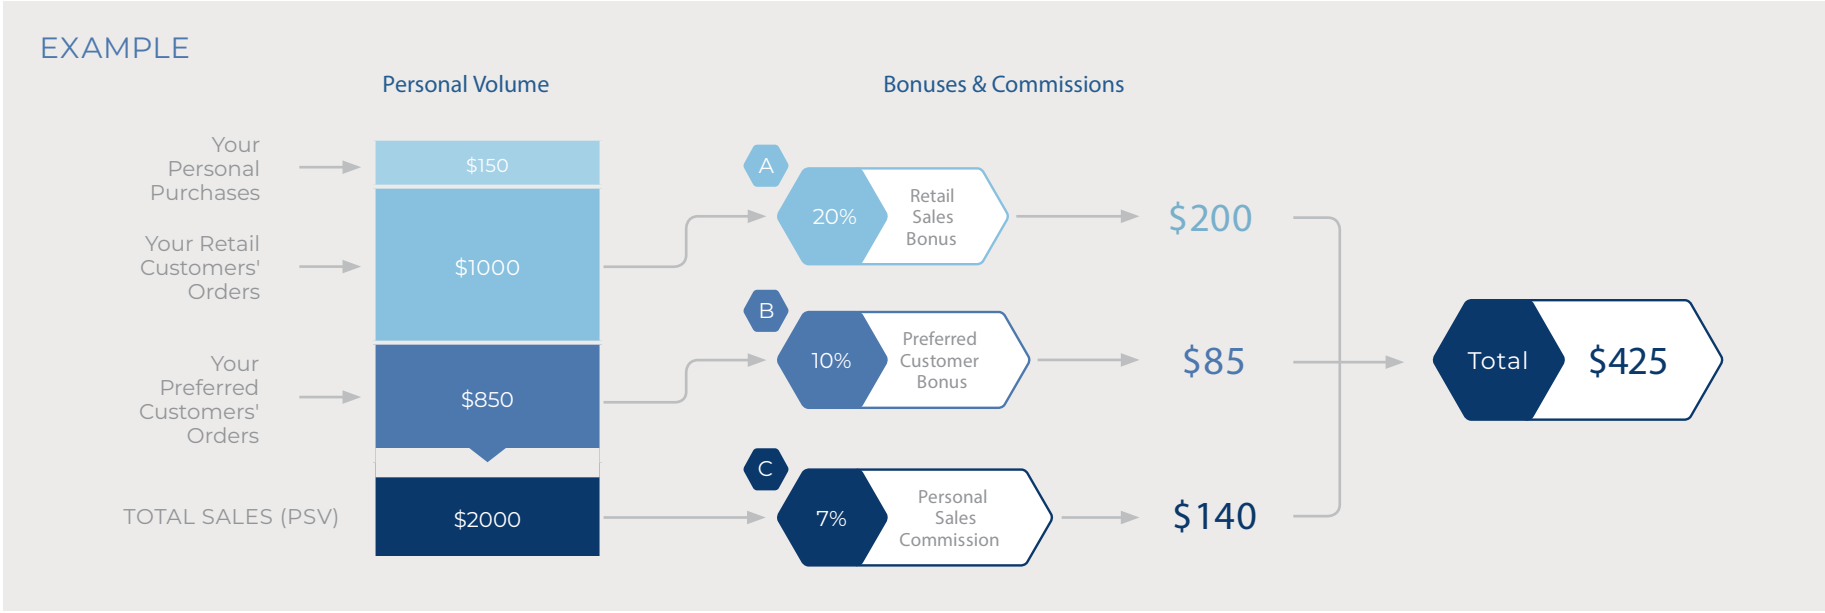 EXAMPLE
Personal Volume
Bonuses & Commissions
Your
Personal
Purchases
$150
Your Retail
Customers'
Orders
$1000
Your
Preferred
Customers'
Orders
$850
TOTAL SALES (PSV)
$2000
A
20%
Retail
Sales
Bonus
$200
B
10%
Preferred
Customer
Bonus
$85
C
7%
Personal
Sales
Commission
$140
Total
$425